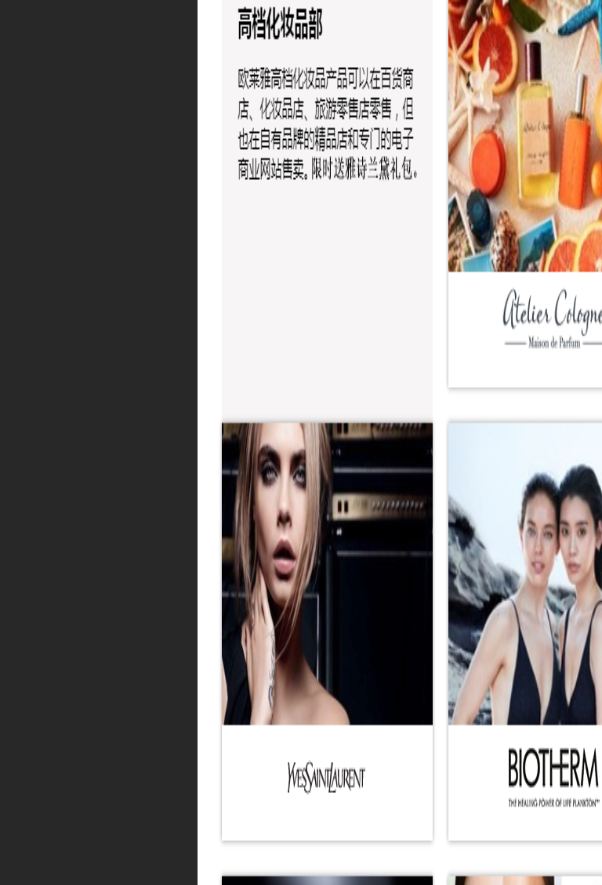 高档化妆品部
欧莱雅高档化妆品产品可以在百货商
店、化妆品店、旅游零售店零售，但
也在自有品牌的精品店和专门的电子
商业网站售卖。限时送雅诗兰黛礼包。
Atelier Cologne
Maison de Parfum
YVESSAINTLAURENT
BIOTHERM
THE HEALING POWER OF LIFE PLANKTON™